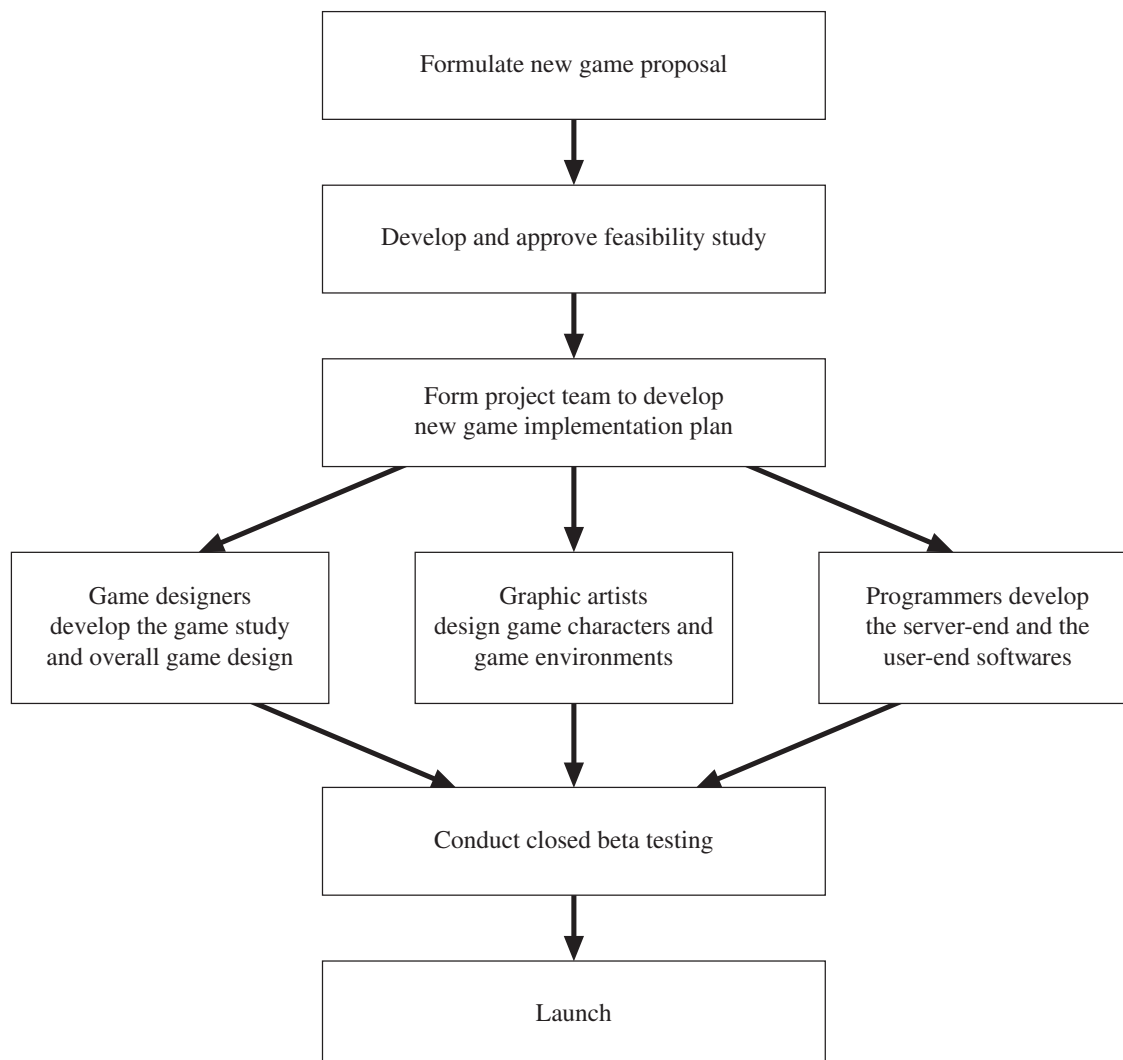 Formulate new game proposal
Develop and approve feasibility study
Form project team to develop
new game implementation plan
Game designers
develop the game study
and overall game design
Graphic artists
design game characters and
game environments
Programmers develop
the server-end and the
user-end softwares
Conduct closed beta testing
Launch